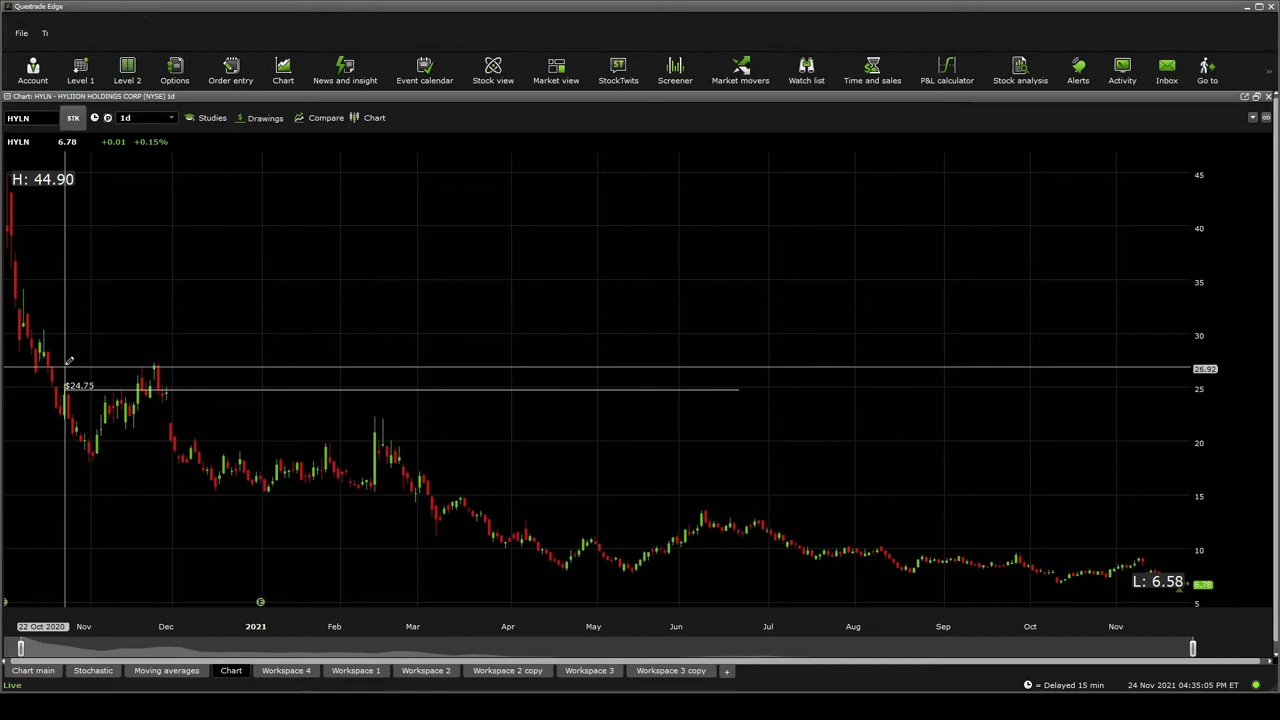 Questrade Edge
File
Account Level 1 Level 2 Options Order entry Chart News and insight Event calendar Stock view Market view StockTwits Screener Market movers Watch list Time and sales P&L calculator Stock analysis Alerts Activity Inbox Go to
Chart: HYLN - HYLIION HOLDINGS CORP (NYSE) 1d
HYLN STK 1d Studies Drawings Compare Chart
HYLN 6.78 +0.01 +0.15%
H: 44.90
45
40
35
30
26.92
$24.75
25
20
15
10
L: 6.58
6.78
5
E
22 Oct 2020 Nov Dec 2021 Feb Mar Apr May Jun Jul Aug Sep Oct Nov
Chart main Stochastic Moving averages Chart Workspace 4 Workspace 1 Workspace 2 Workspace 2 copy Workspace 3 Workspace 3 copy +
Live = Delayed 15 min 24 Nov 2021 04:35:05 PM ET